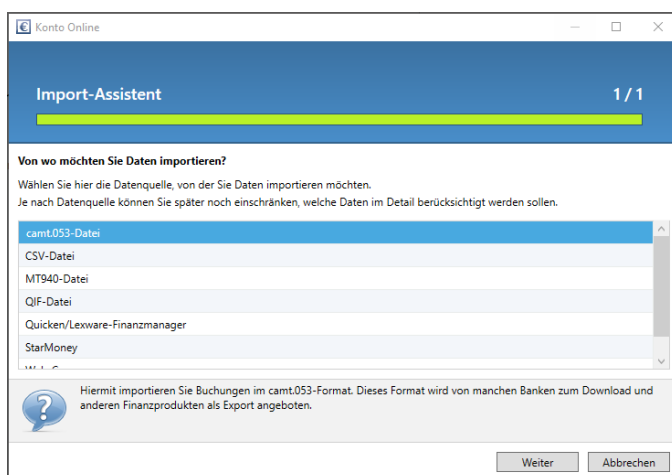 Konto Online
Import-Assistent
1 / 1
Von wo möchten Sie Daten importieren?
Wählen Sie hier die Datenquelle, von der Sie Daten importieren möchten.
Je nach Datenquelle können Sie später noch einschränken, welche Daten im Detail berücksichtigt werden sollen.
camt.053-Datei
CSV-Datei
MT940-Datei
QIF-Datei
Quicken/Lexware-Finanzmanager
StarMoney
Hiermit importieren Sie Buchungen im camt.053-Format. Dieses Format wird von manchen Banken zum Download und
anderen Finanzprodukten als Export angeboten.
Weiter
Abbrechen